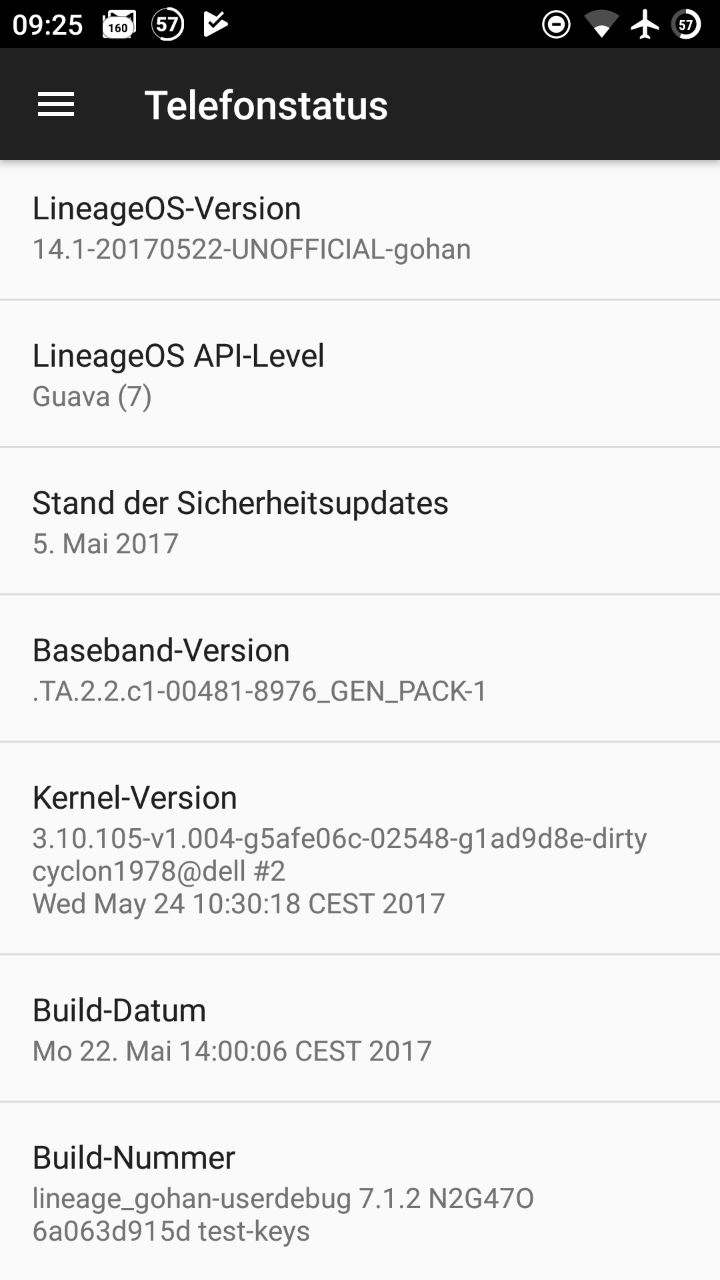 09:25 160 57 57
Telefonstatus
LineageOS-Version
14.1-20170522-UNOFFICIAL-gohan
LineageOS API-Level
Guava (7)
Stand der Sicherheitsupdates
5. Mai 2017
Baseband-Version
.TA.2.2.c1-00481-8976_GEN_PACK-1
Kernel-Version
3.10.105-v1.004-g5afe06c-02548-g1ad9d8e-dirty
cyclon1978@dell #2
Wed May 24 10:30:18 CEST 2017
Build-Datum
Mo 22. Mai 14:00:06 CEST 2017
Build-Nummer
lineage_gohan-userdebug 7.1.2 N2G47O
6a063d915d test-keys